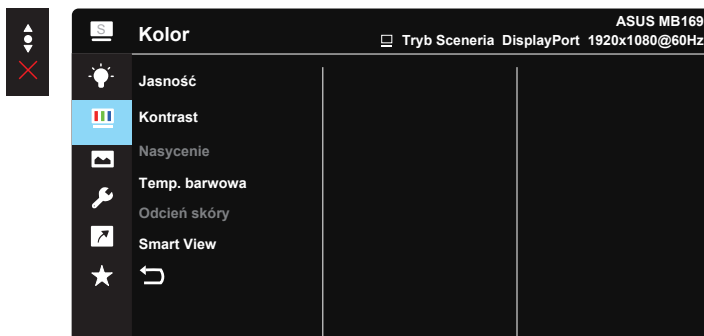 S
Kolor
ASUS MB169
Tryb Sceneria DisplayPort 1920x1080@60Hz
Jasność
Kontrast
Nasycenie
Temp. barwowa
Odcień skóry
Smart View